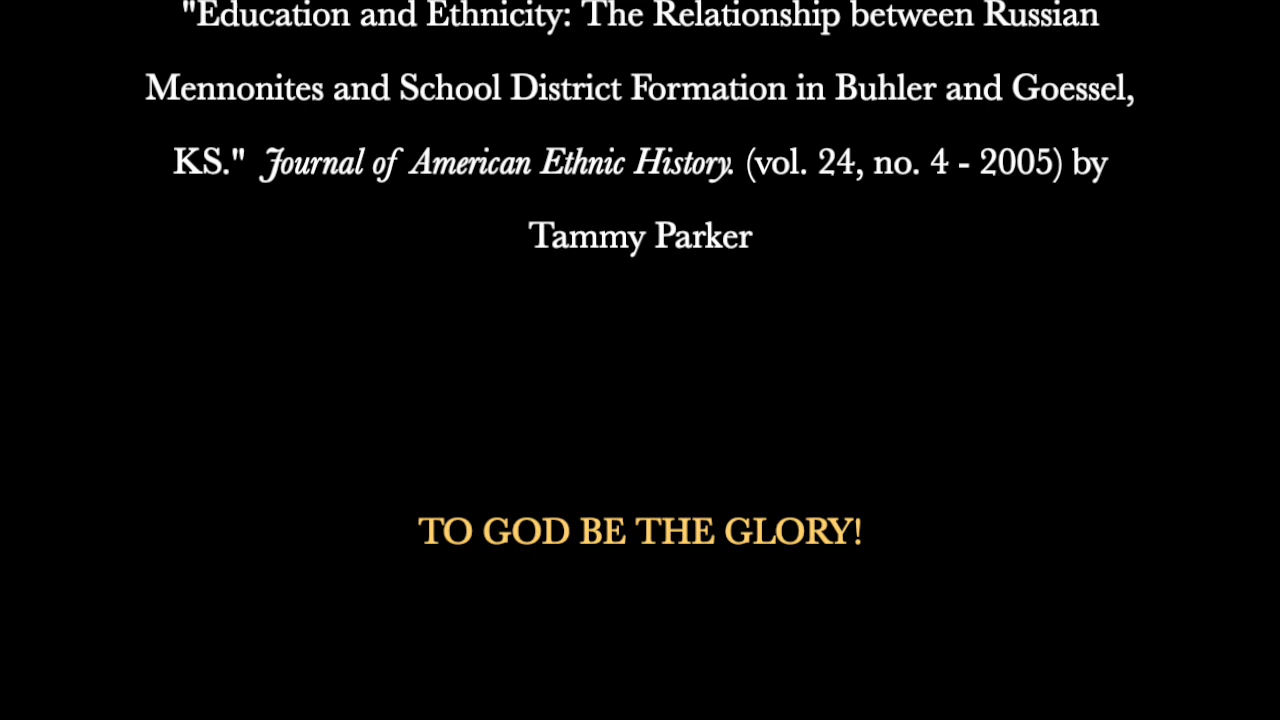 "Education and Ethnicity: The Relationship between Russian
Mennonites and School District Formation in Buhler and Goessel,
KS." Journal of American Ethnic History. (vol. 24, no. 4 - 2005) by
Tammy Parker
TO GOD BE THE GLORY!